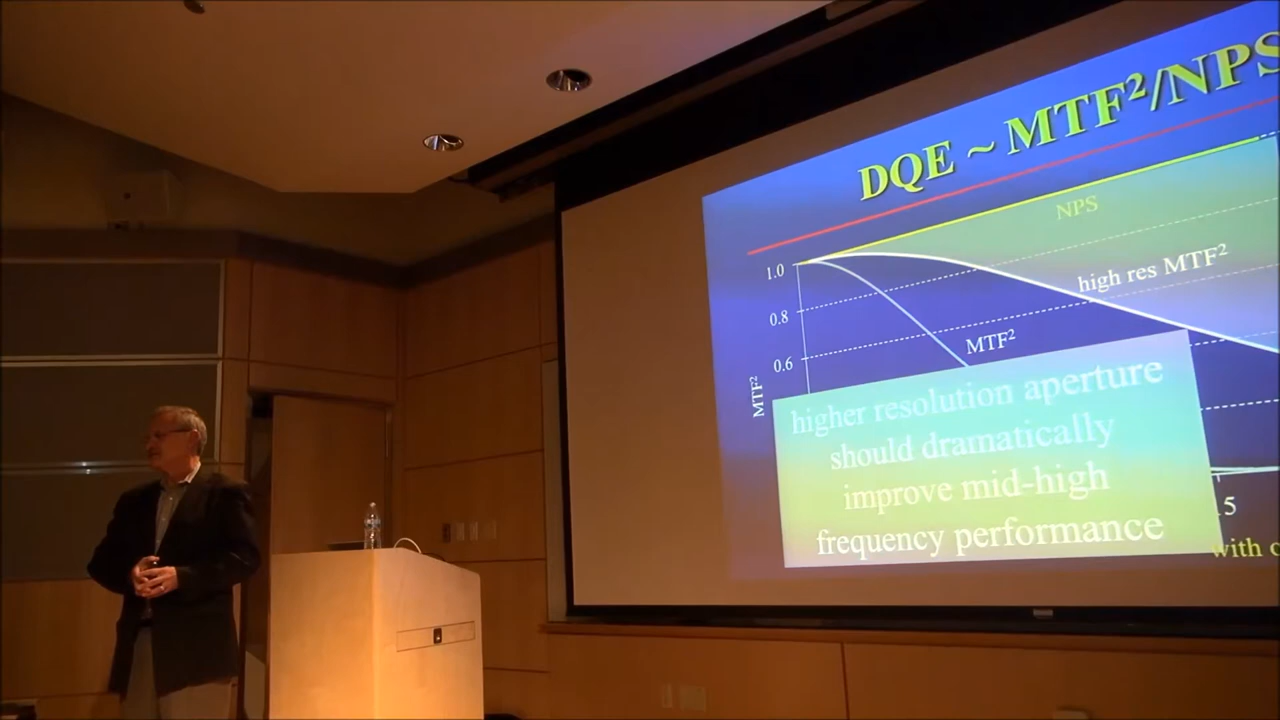 DQE ~ MTF²/NPS
NPS
1.0
high res MTF²
0.8
MTF²
0.6
MTF²
higher resolution aperture
should dramatically
improve mid-high
frequency performance
.5
with